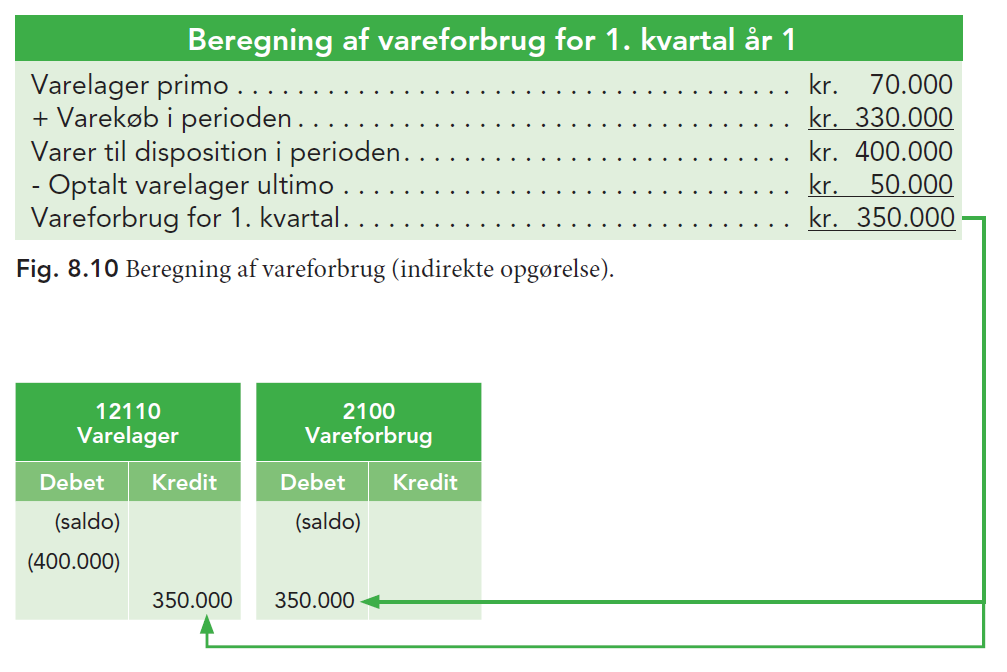 Beregning af vareforbrug for 1. kvartal år 1
Varelager primo . . . . . . . . . . . . . . . . . . . . . . . . . . . . . . . . . . . . . kr. 70.000
+ Varekøb i perioden . . . . . . . . . . . . . . . . . . . . . . . . . . . . . . . . . kr. 330.000
Varer til disposition i perioden. . . . . . . . . . . . . . . . . . . . . . . . . . kr. 400.000
- Optalt varelager ultimo . . . . . . . . . . . . . . . . . . . . . . . . . . . . . . kr. 50.000
Vareforbrug for 1. kvartal. . . . . . . . . . . . . . . . . . . . . . . . . . . . . . kr. 350.000
Fig. 8.10 Beregning af vareforbrug (indirekte opgørelse).
12110
Varelager
Debet Kredit
(saldo)
(400.000)
350.000
2100
Vareforbrug
Debet Kredit
(saldo)
350.000